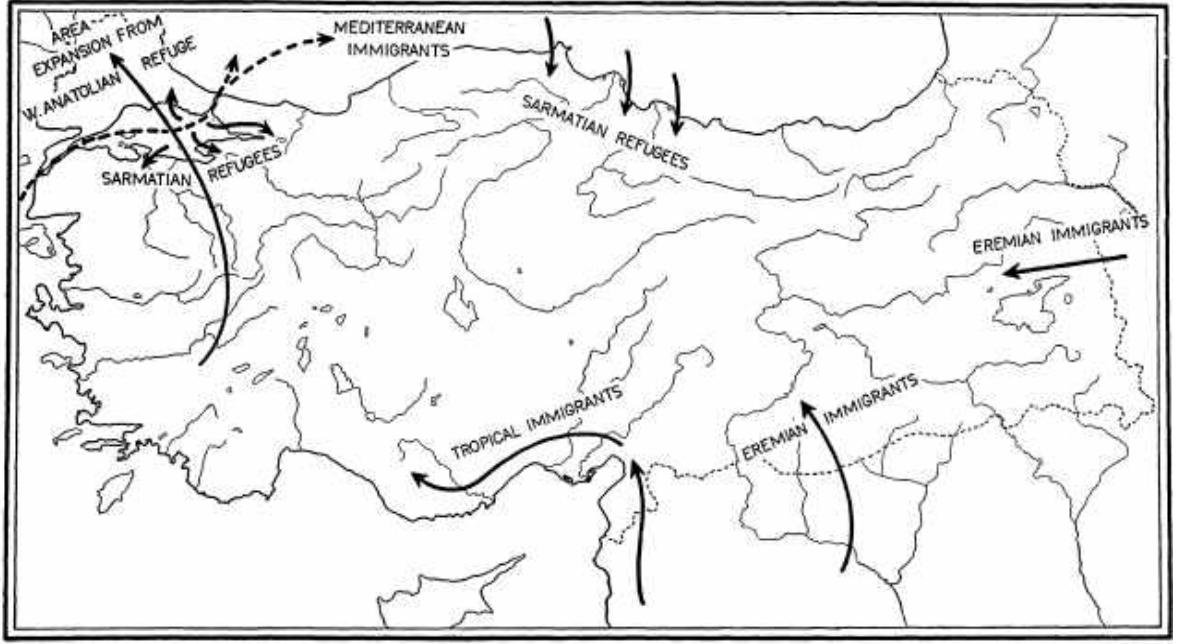 AREA
EXPANSION FROM
W. ANATOLIAN REFUGE
MEDITERRANEAN
IMMIGRANTS
SARMATIAN REFUGEES
SARMATIAN REFUGEES
EREMIAN IMMIGRANTS
TROPICAL IMMIGRANTS
EREMIAN IMMIGRANTS